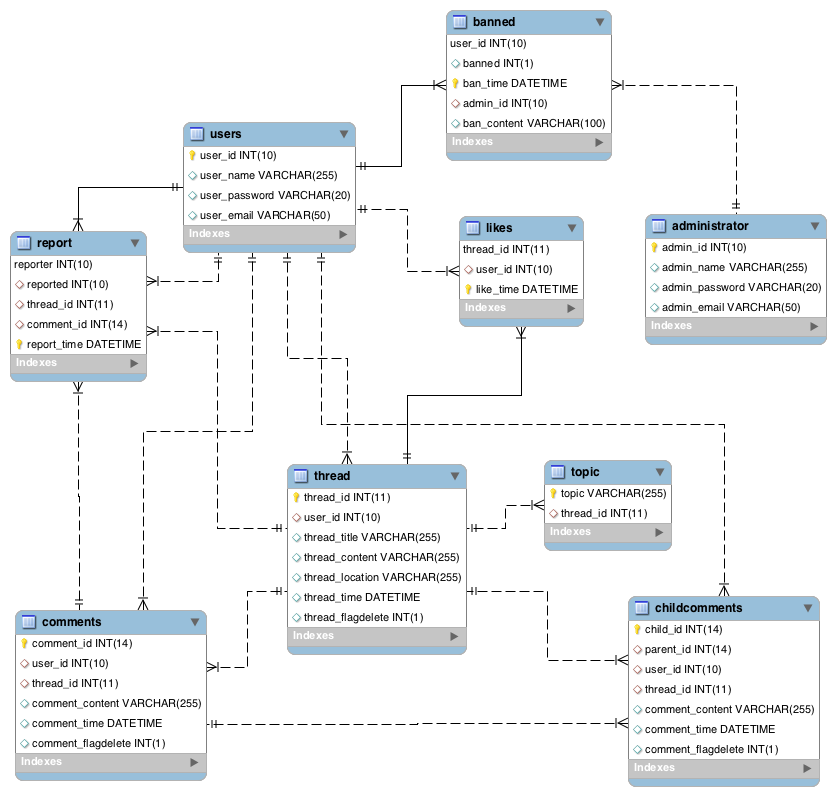 banned
user_id INT(10)
banned INT(1)
ban_time DATETIME
admin_id INT(10)
ban_content VARCHAR(100)
Indexes
users
user_id INT(10)
user_name VARCHAR(255)
user_password VARCHAR(20)
user_email VARCHAR(50)
Indexes
report
reporter INT(10)
reported INT(10)
thread_id INT(11)
comment_id INT(14)
report_time DATETIME
Indexes
likes
thread_id INT(11)
user_id INT(10)
like_time DATETIME
Indexes
administrator
admin_id INT(10)
admin_name VARCHAR(255)
admin_password VARCHAR(20)
admin_email VARCHAR(50)
Indexes
thread
thread_id INT(11)
user_id INT(10)
thread_title VARCHAR(255)
thread_content VARCHAR(255)
thread_location VARCHAR(255)
thread_time DATETIME
thread_flagdelete INT(1)
Indexes
topic
topic VARCHAR(255)
thread_id INT(11)
Indexes
comments
comment_id INT(14)
user_id INT(10)
thread_id INT(11)
comment_content VARCHAR(255)
comment_time DATETIME
comment_flagdelete INT(1)
Indexes
childcomments
child_id INT(14)
parent_id INT(14)
user_id INT(10)
thread_id INT(11)
comment_content VARCHAR(255)
comment_time DATETIME
comment_flagdelete INT(1)
Indexes